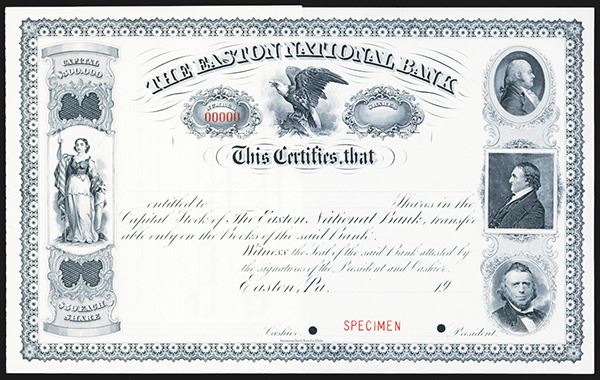 THE EASTON NATIONAL BANK
CAPITAL
$500,000
NUMBER
00000
SHARES
This Certifies, that
entitled to Shares in the
Capital Stock of The Easton National Bank, transfer-
able only on the Books of the said Bank.
Witness the Seal of the said Bank attested by
the signatures of the President and Cashier.
Easton, Pa. 19
$50 EACH
SHARE
Cashier. SPECIMEN President.